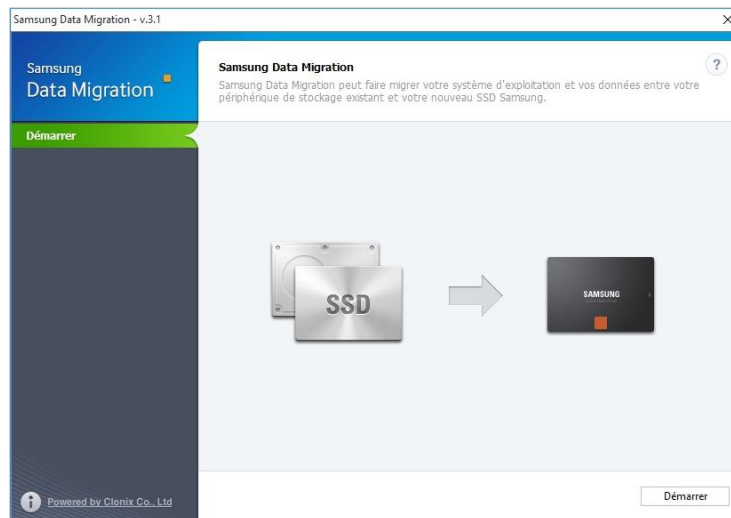 Samsung Data Migration - v.3.1
Samsung
Data Migration
Démarrer
Samsung Data Migration
Samsung Data Migration peut faire migrer votre système d'exploitation et vos données entre votre
périphérique de stockage existant et votre nouveau SSD Samsung.
?
SSD
SAMSUNG
Powered by Clonix Co., Ltd
Démarrer